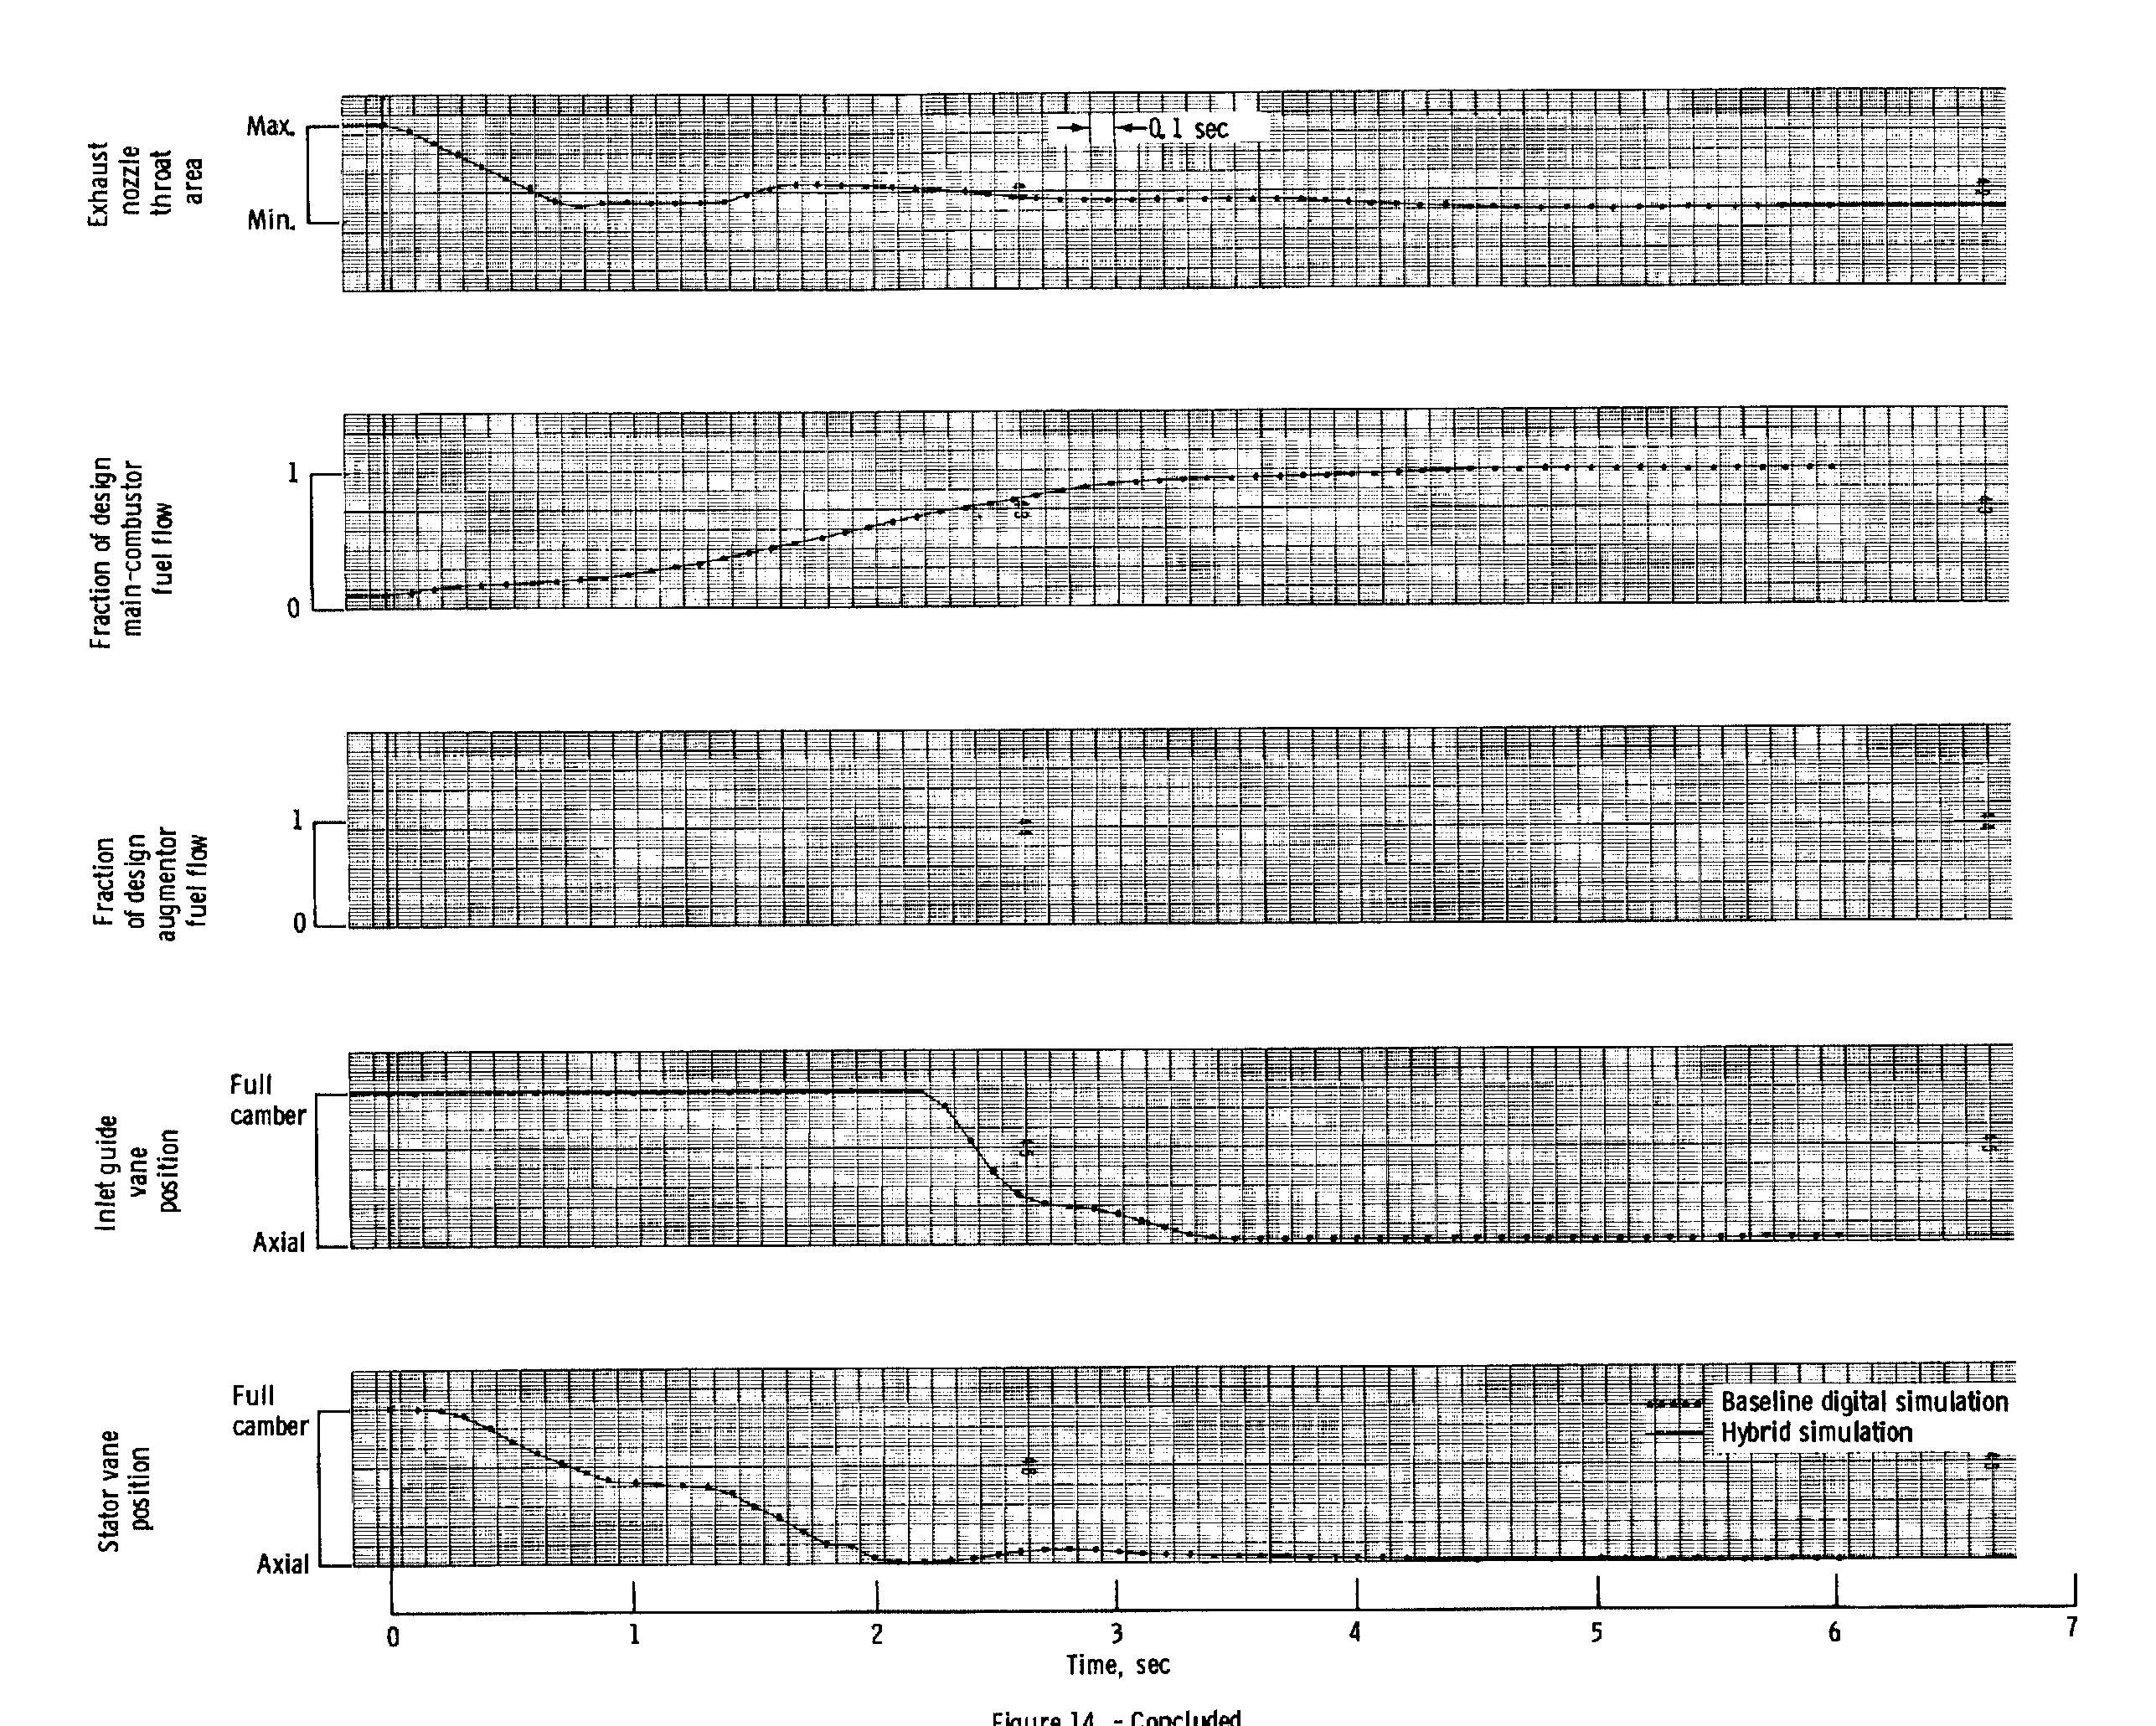 Max.
Min.
Exhaust
nozzle
throat
area
0.1 sec
1
0
Fraction of design
main-combustor
fuel flow
1
0
Fraction
of design
augmentor
fuel flow
Full
camber
Axial
Inlet guide
vane
position
Full
camber
Axial
Stator vane
position
Baseline digital simulation
Hybrid simulation
0 1 2 3 4 5 6 7
Time, sec
Figure 14. - Concluded.